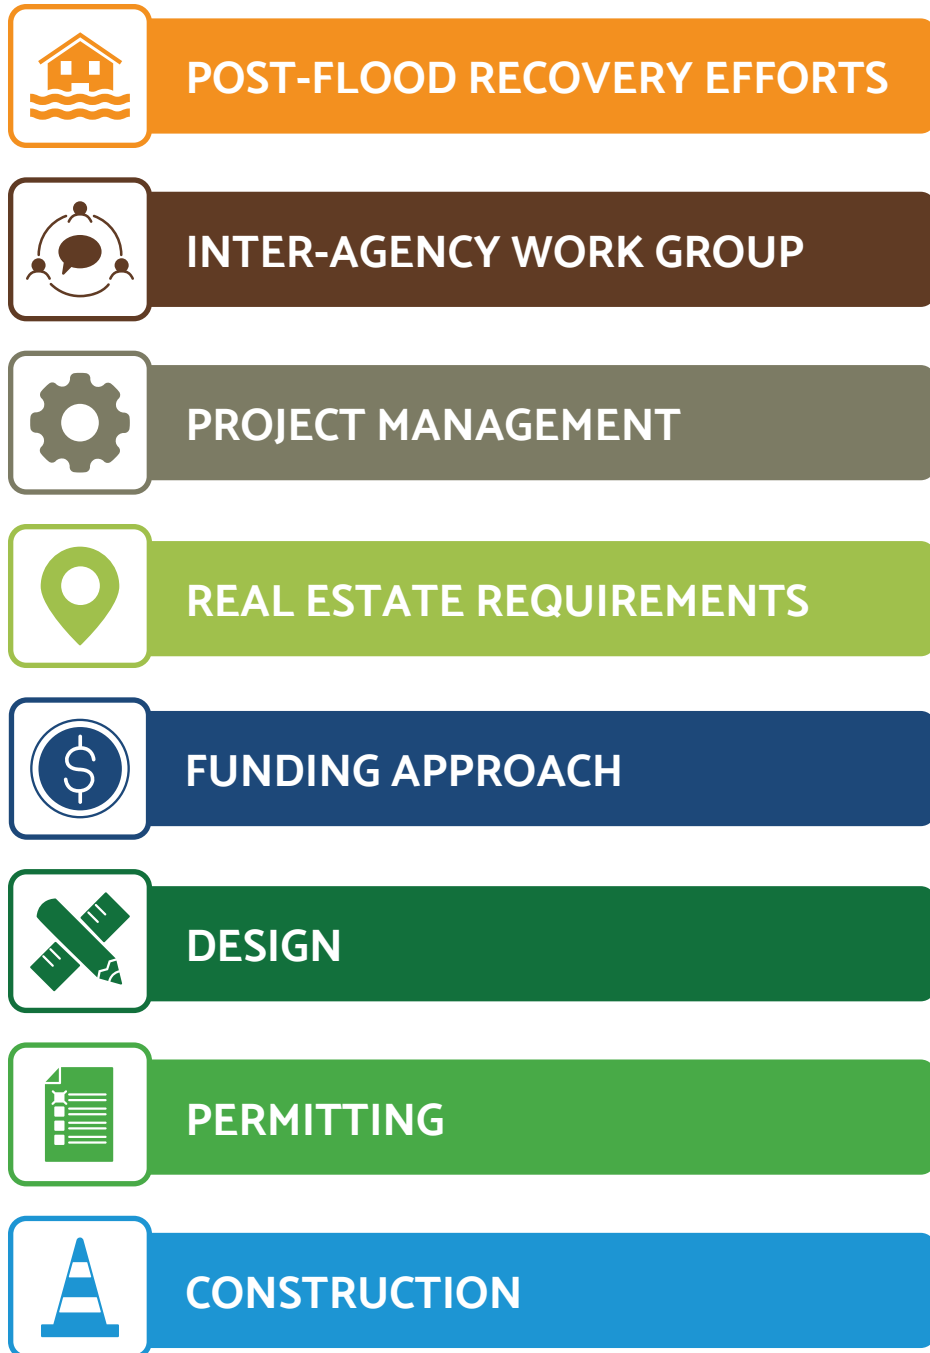 POST-FLOOD RECOVERY EFFORTS
INTER-AGENCY WORK GROUP
PROJECT MANAGEMENT
REAL ESTATE REQUIREMENTS
FUNDING APPROACH
DESIGN
PERMITTING
CONSTRUCTION